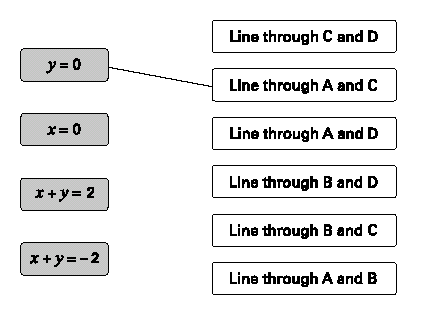 Line through C and D
y = 0
Line through A and C
x = 0
Line through A and D
x + y = 2
Line through B and D
Line through B and C
x + y = - 2
Line through A and B